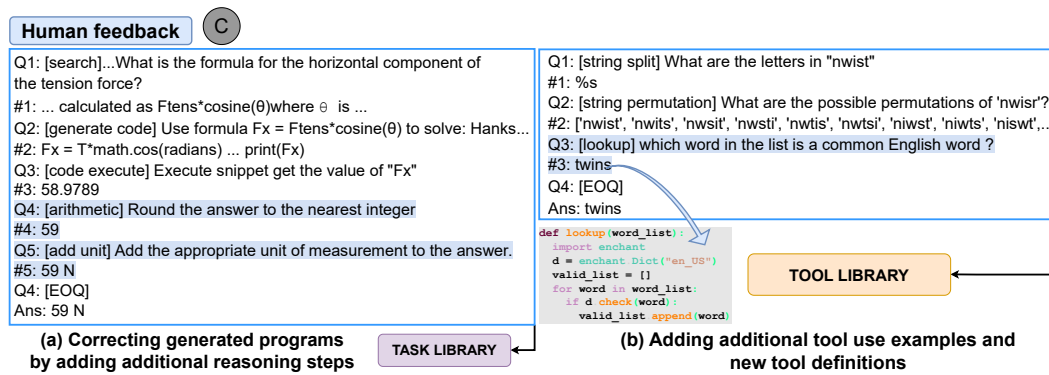 Human feedback
C
Q1: [search]...What is the formula for the horizontal component of
the tension force?
#1: ... calculated as Ftens*cosine(θ)where θ is ...
Q2: [generate code] Use formula Fx = Ftens*cosine(θ) to solve: Hanks...
#2: Fx = T*math.cos(radians) ... print(Fx)
Q3: [code execute] Execute snippet get the value of "Fx"
#3: 58.9789
Q4: [arithmetic] Round the answer to the nearest integer
#4: 59
Q5: [add unit] Add the appropriate unit of measurement to the answer.
#5: 59 N
Q4: [EOQ]
Ans: 59 N
(a) Correcting generated programs
by adding additional reasoning steps
TASK LIBRARY
Q1: [string split] What are the letters in "nwist"
#1: %s
Q2: [string permutation] What are the possible permutations of 'nwisr'?
#2: ['nwist', 'nwits', 'nwsit', 'nwsti', 'nwtis', 'nwtsi', 'niwst', 'niwts', 'niswt',...
Q3: [lookup] which word in the list is a common English word ?
#3: twins
Q4: [EOQ]
Ans: twins
def lookup(word_list):
import enchant
d = enchant.Dict("en_US")
valid_list = []
for word in word_list:
if d.check(word):
valid_list.append(word)
TOOL LIBRARY
(b) Adding additional tool use examples and
new tool definitions